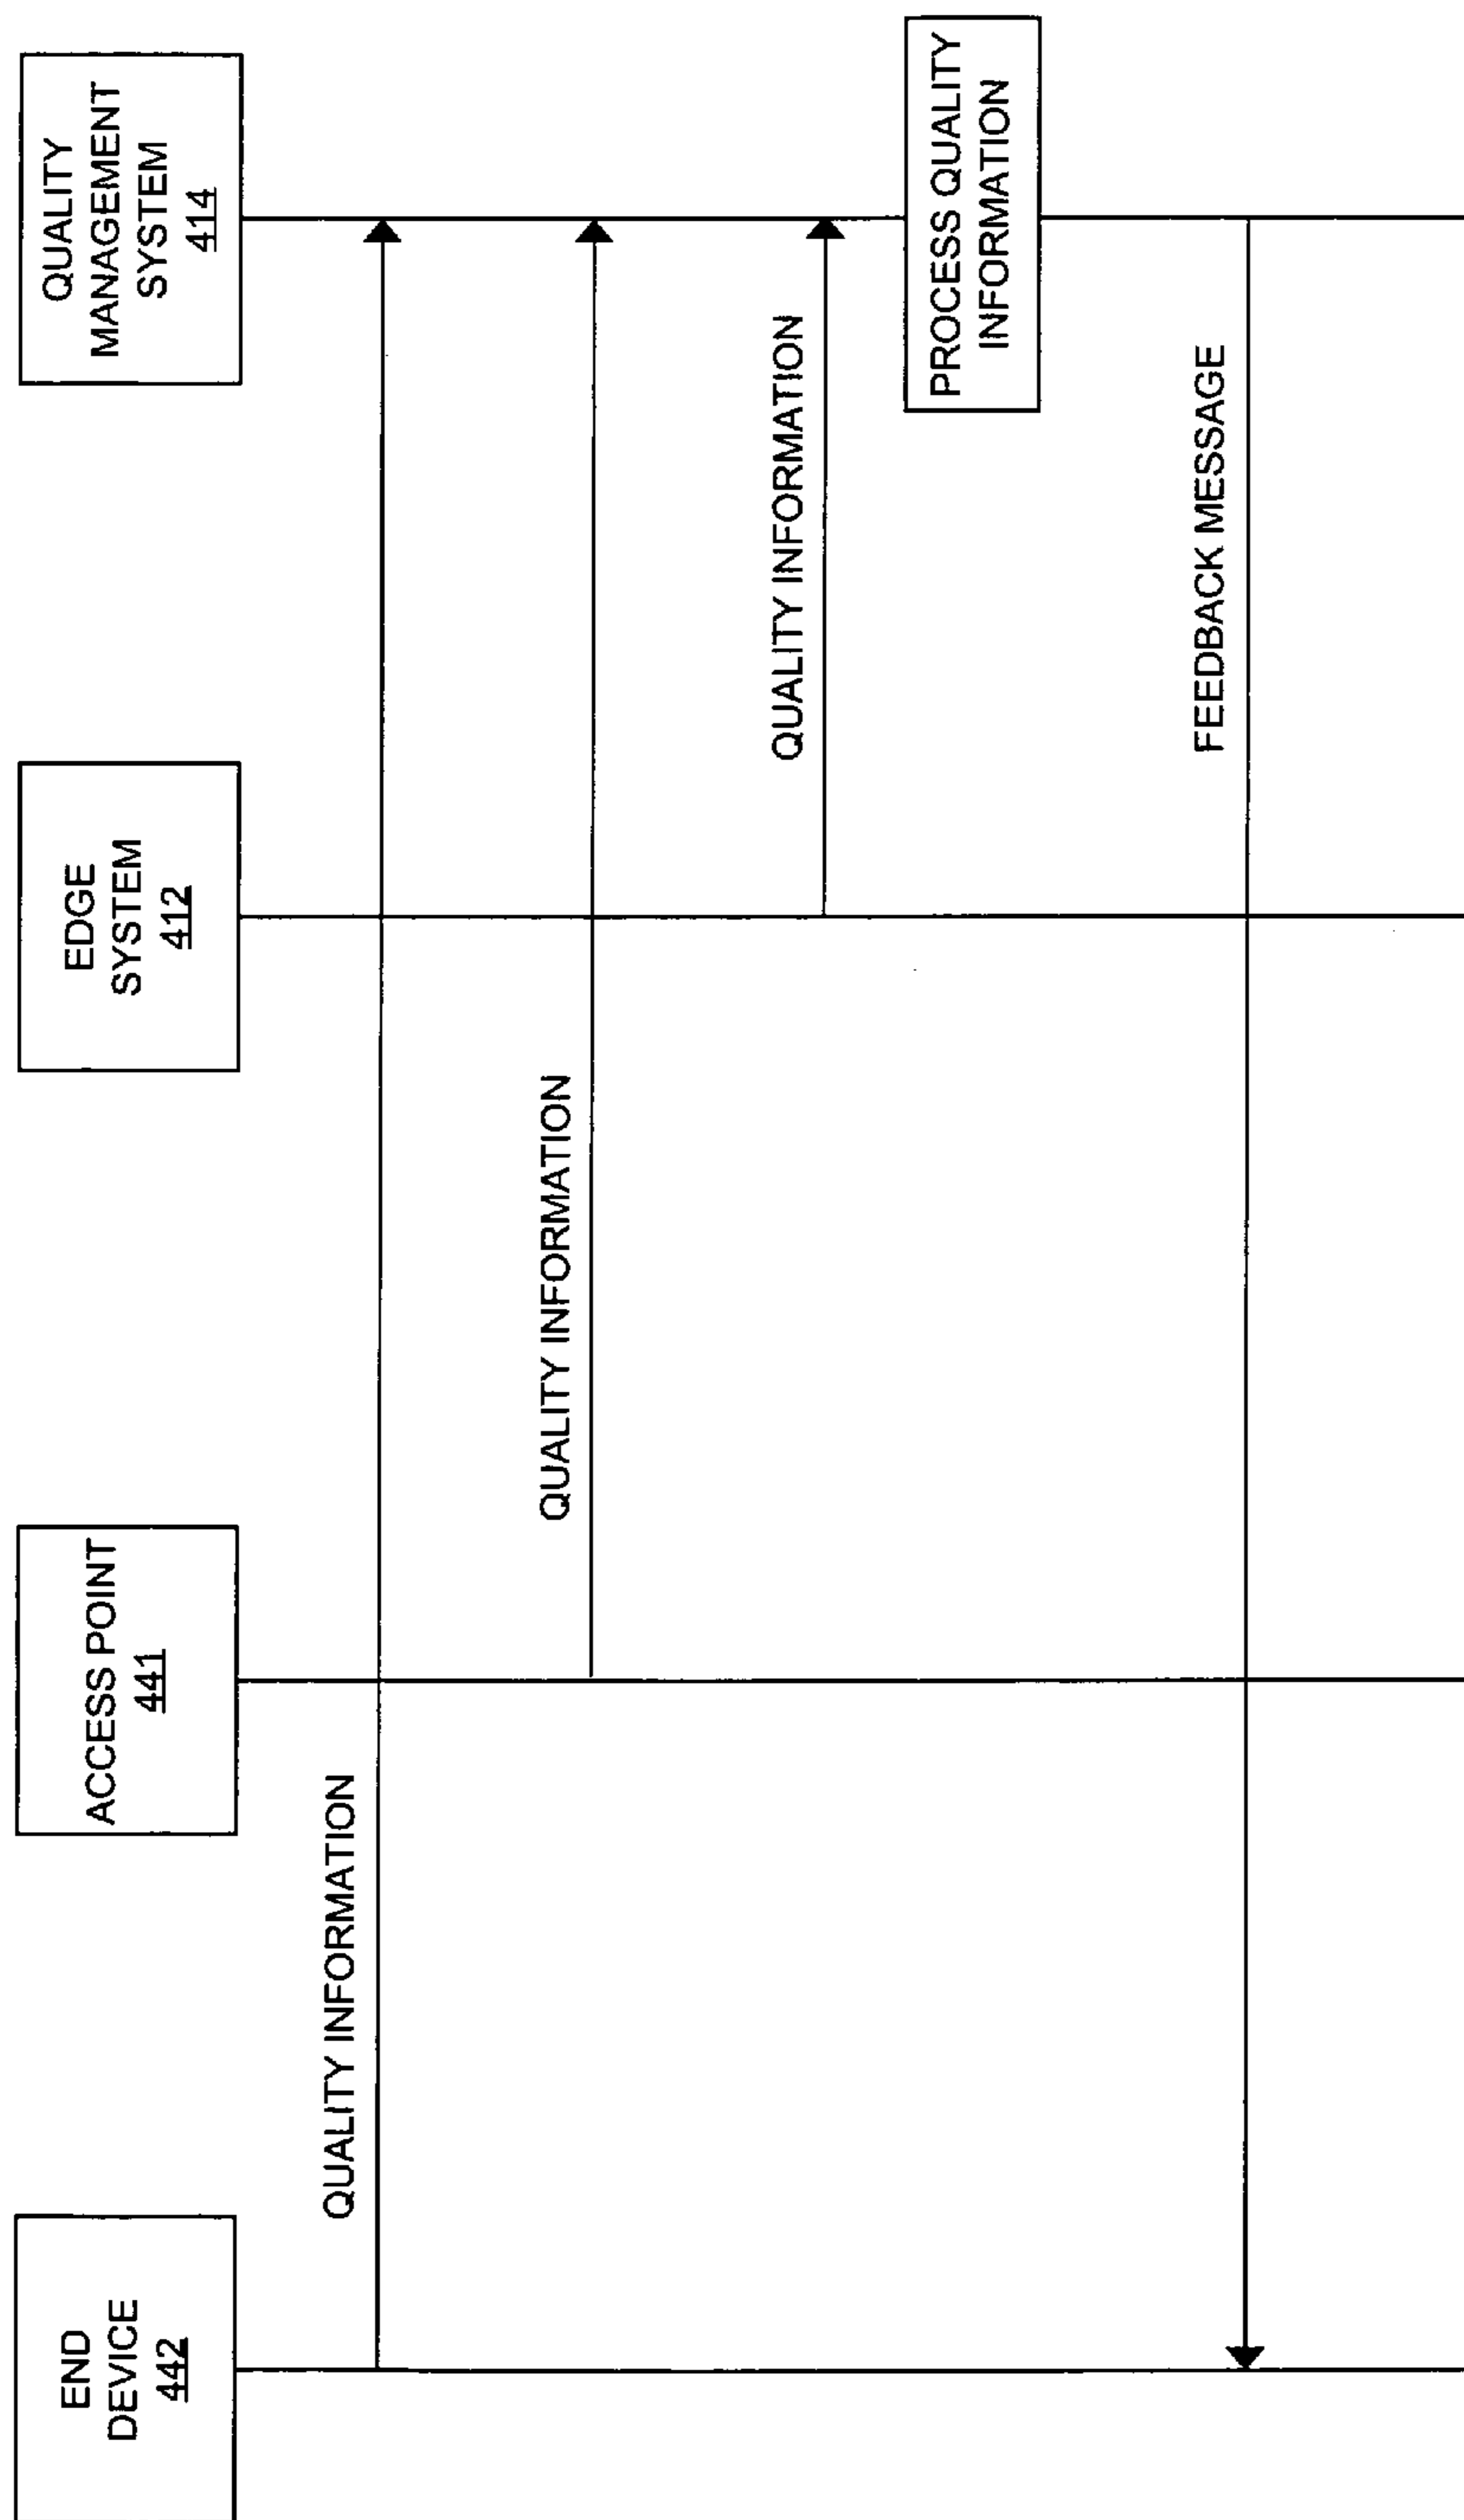 END
DEVICE
442
ACCESS POINT
441
EDGE
SYSTEM
412
QUALITY
MANAGEMENT
SYSTEM
414
QUALITY INFORMATION
QUALITY INFORMATION
QUALITY INFORMATION
PROCESS QUALITY
INFORMATION
FEEDBACK MESSAGE